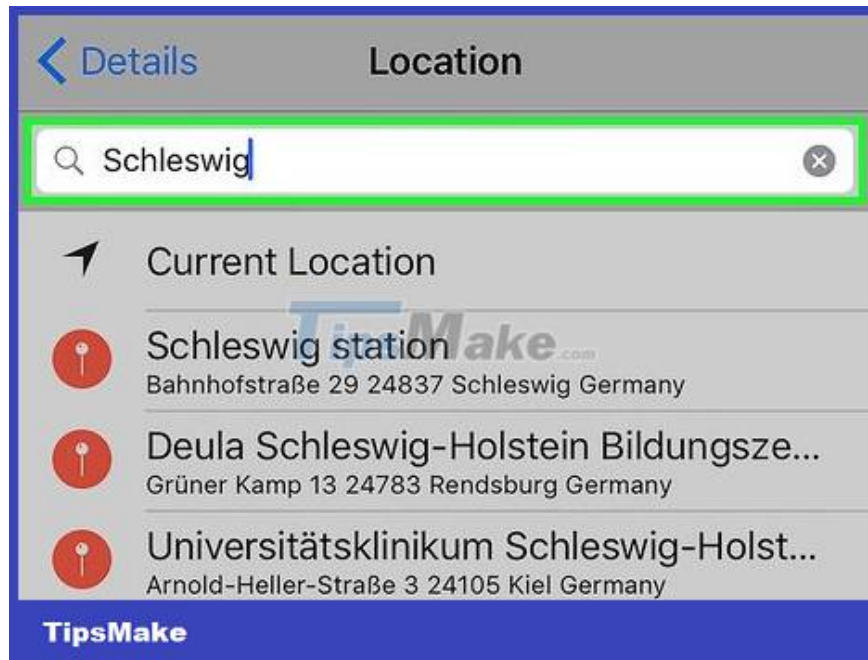 Details
Location
Schleswig
Current Location
Schleswig station
Bahnhofstraße 29 24837 Schleswig Germany
TipsMake.com
Deula Schleswig-Holstein Bildungsze...
Grüner Kamp 13 24783 Rendsburg Germany
Universitätsklinikum Schleswig-Holst...
Arnold-Heller-Straße 3 24105 Kiel Germany
TipsMake